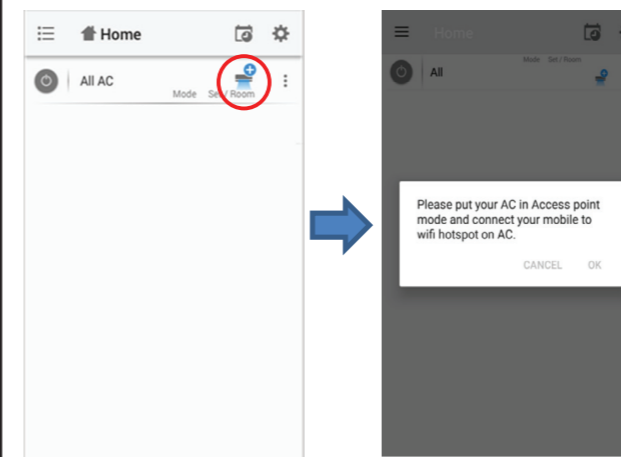 Home
All AC
Mode Set / Room
Home
Mode Set / Room
All
Please put your AC in Access point
mode and connect your mobile to
wifi hotspot on AC.
CANCEL OK